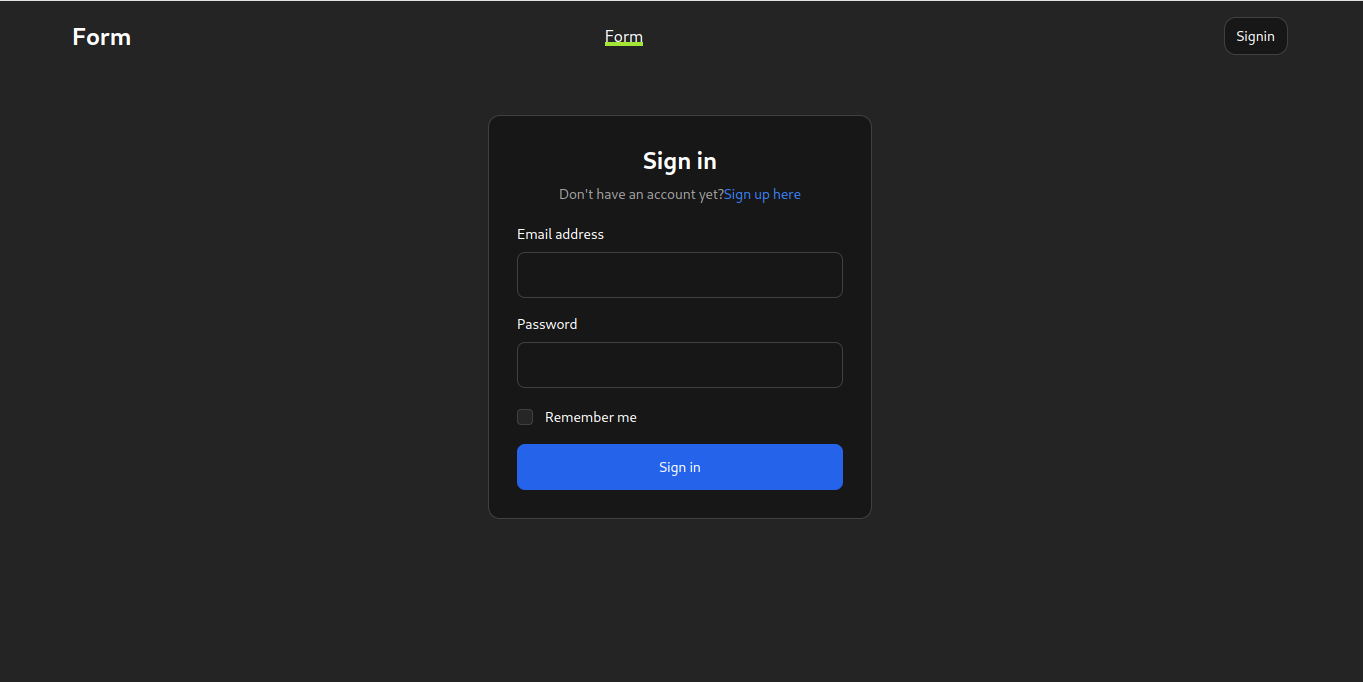 Form
Form
Signin
Sign in
Don't have an account yet?Sign up here
Email address
Password
Remember me
Sign in